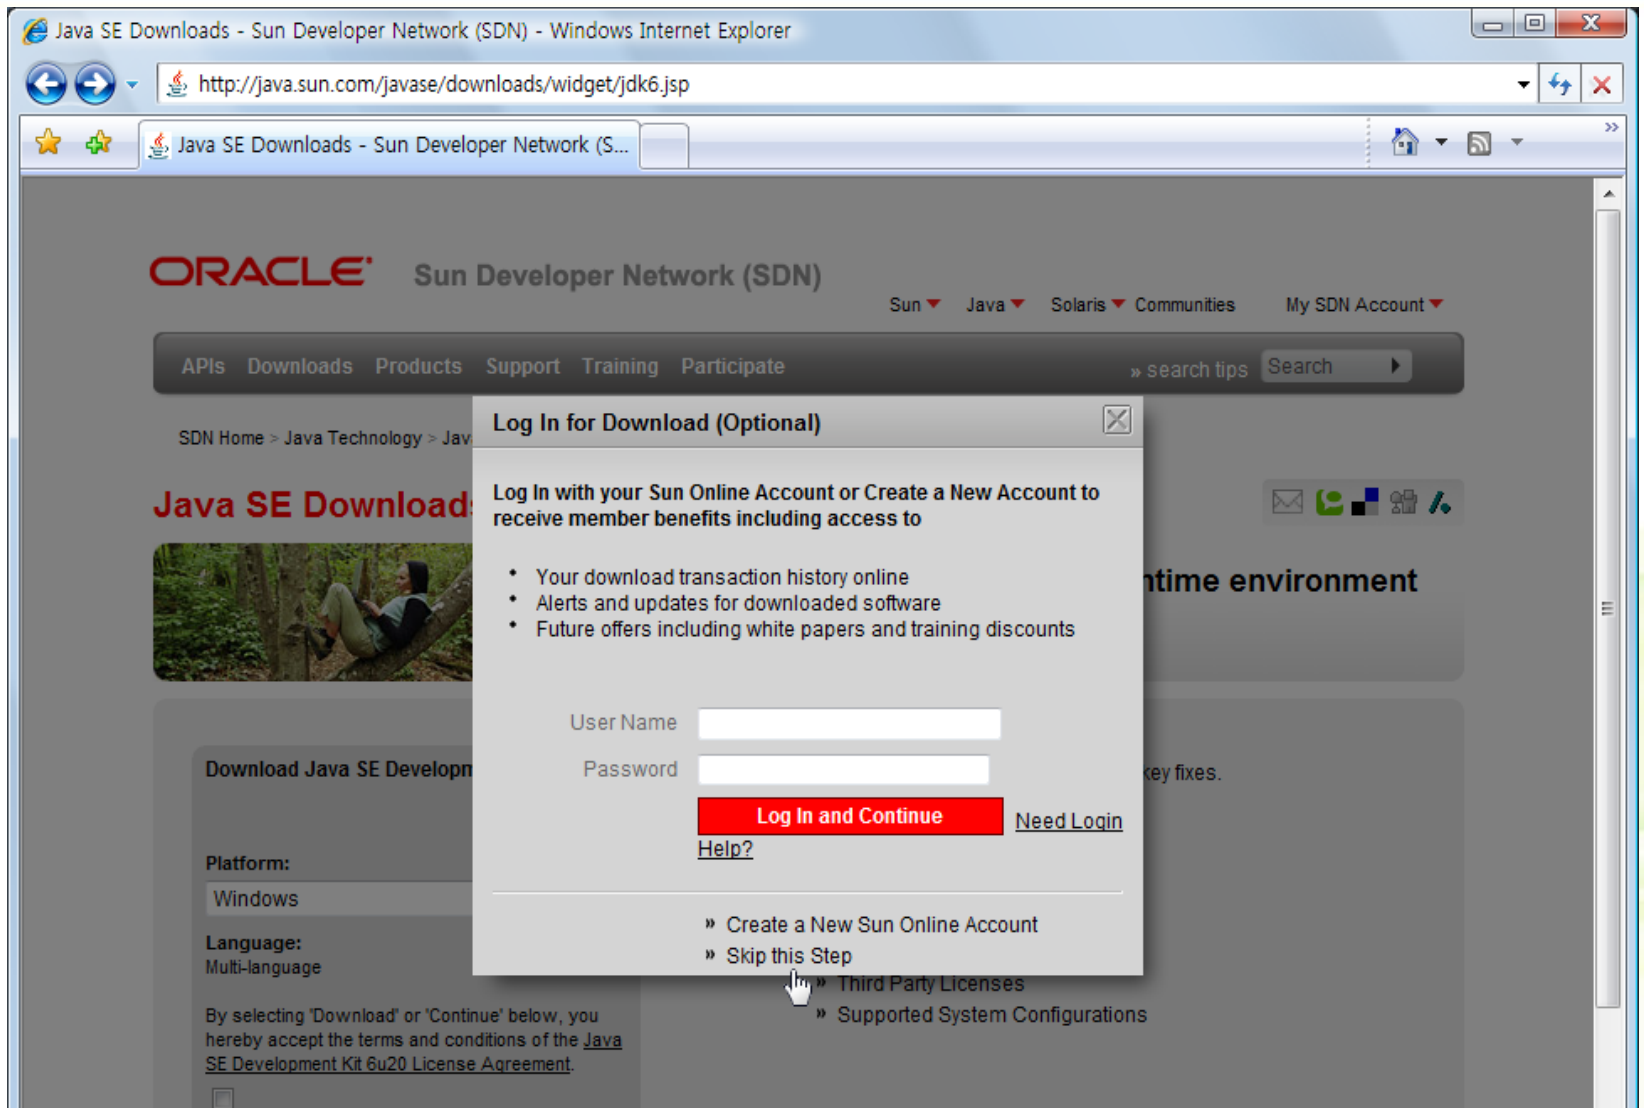 Java SE Downloads - Sun Developer Network (SDN) - Windows Internet Explorer
http://java.sun.com/javase/downloads/widget/jdk6.jsp
Java SE Downloads - Sun Developer Network (S...
ORACLE Sun Developer Network (SDN)
Sun Java Solaris Communities My SDN Account
APIs Downloads Products Support Training Participate » search tips Search
Log In for Download (Optional)
SDN Home > Java Technology > Jav
Log In with your Sun Online Account or Create a New Account to
receive member benefits including access to
Java SE Download
• Your download transaction history online
• Alerts and updates for downloaded software
• Future offers including white papers and training discounts
ntime environment
User Name
Password
Download Java SE Developm
key fixes.
Log In and Continue Need Login
Help?
Platform:
Windows
» Create a New Sun Online Account
Language:
» Skip this Step
Multi-language
» Third Party Licenses
» Supported System Configurations
By selecting 'Download' or 'Continue' below, you
hereby accept the terms and conditions of the Java
SE Development Kit 6u20 License Agreement.